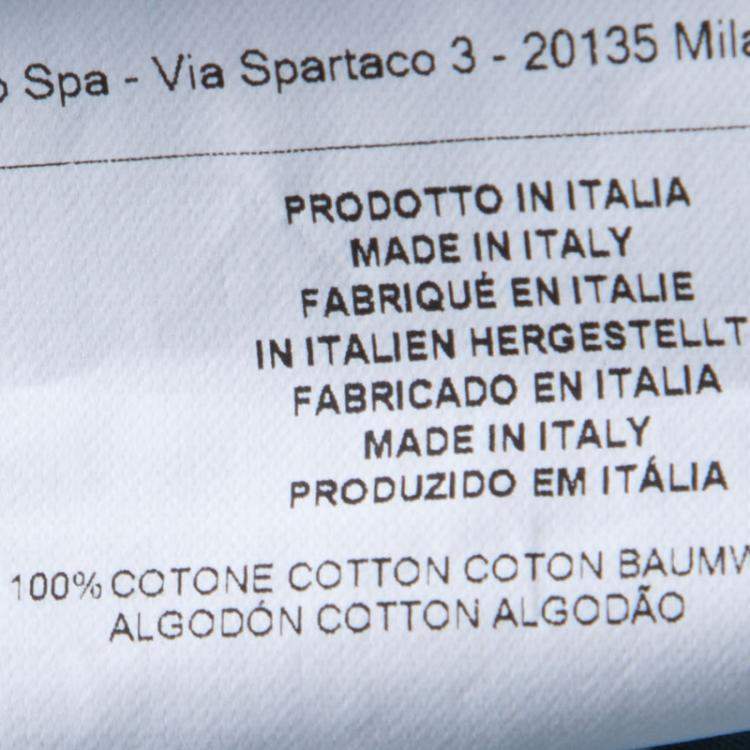 Spa - Via Spartaco 3 - 20135
PRODOTTO IN ITALIA
MADE IN ITALY
FABRIQUÉ EN ITALIE
IN ITALIEN HERGESTELLT
FABRICADO EN ITALIA
MADE IN ITALY
PRODUZIDO EM ITÁLIA
100% COTONE COTTON COTON
ALGODÓN COTTON ALGODÃO